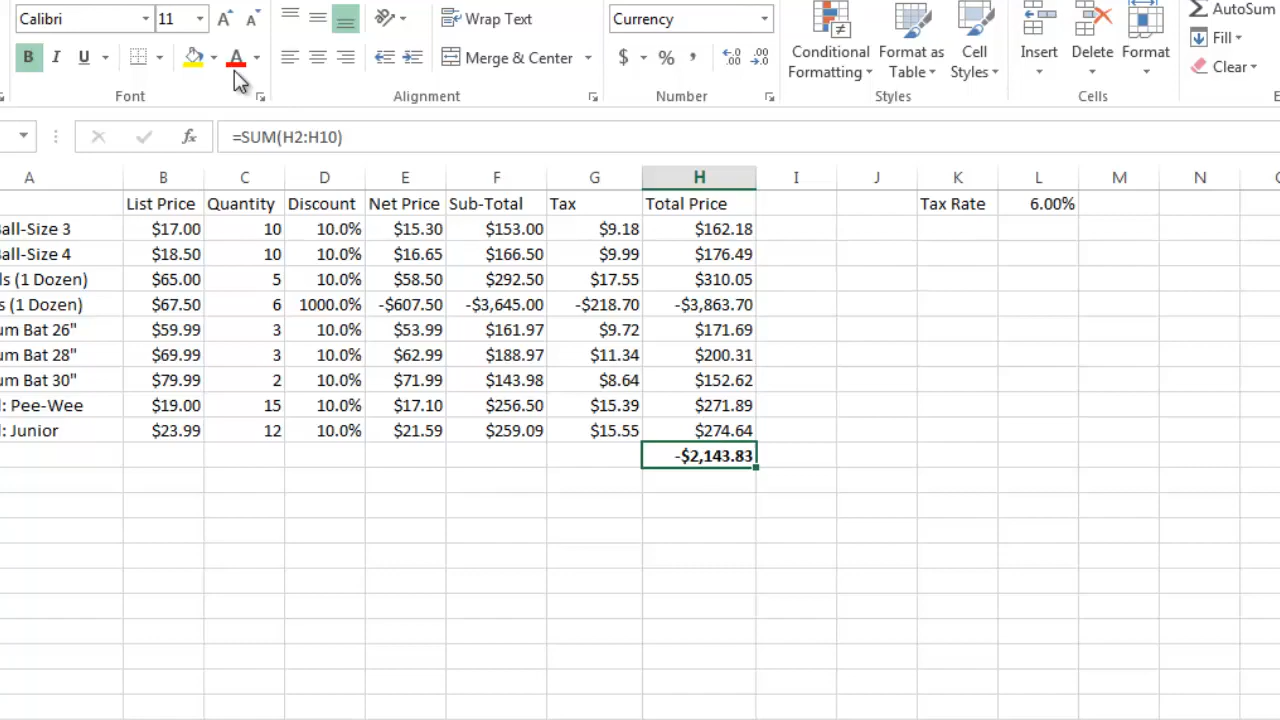 Calibri 11 A A Wrap Text Currency AutoSum
B I U A Merge & Center $ % , .00 Conditional Formatting Format as Table Cell Styles Insert Delete Format Fill
Clear
Font Alignment Number Styles Cells
fx =SUM(H2:H10)
A B C D E F G H I J K L M N
List Price Quantity Discount Net Price Sub-Total Tax Total Price Tax Rate 6.00%
Ball-Size 3 $17.00 10 10.0% $15.30 $153.00 $9.18 $162.18
Ball-Size 4 $18.50 10 10.0% $16.65 $166.50 $9.99 $176.49
ls (1 Dozen) $65.00 5 10.0% $58.50 $292.50 $17.55 $310.05
s (1 Dozen) $67.50 6 1000.0% -$607.50 -$3,645.00 -$218.70 -$3,863.70
um Bat 26" $59.99 3 10.0% $53.99 $161.97 $9.72 $171.69
um Bat 28" $69.99 3 10.0% $62.99 $188.97 $11.34 $200.31
um Bat 30" $79.99 2 10.0% $71.99 $143.98 $8.64 $152.62
l: Pee-Wee $19.00 15 10.0% $17.10 $256.50 $15.39 $271.89
l: Junior $23.99 12 10.0% $21.59 $259.09 $15.55 $274.64
-$2,143.83